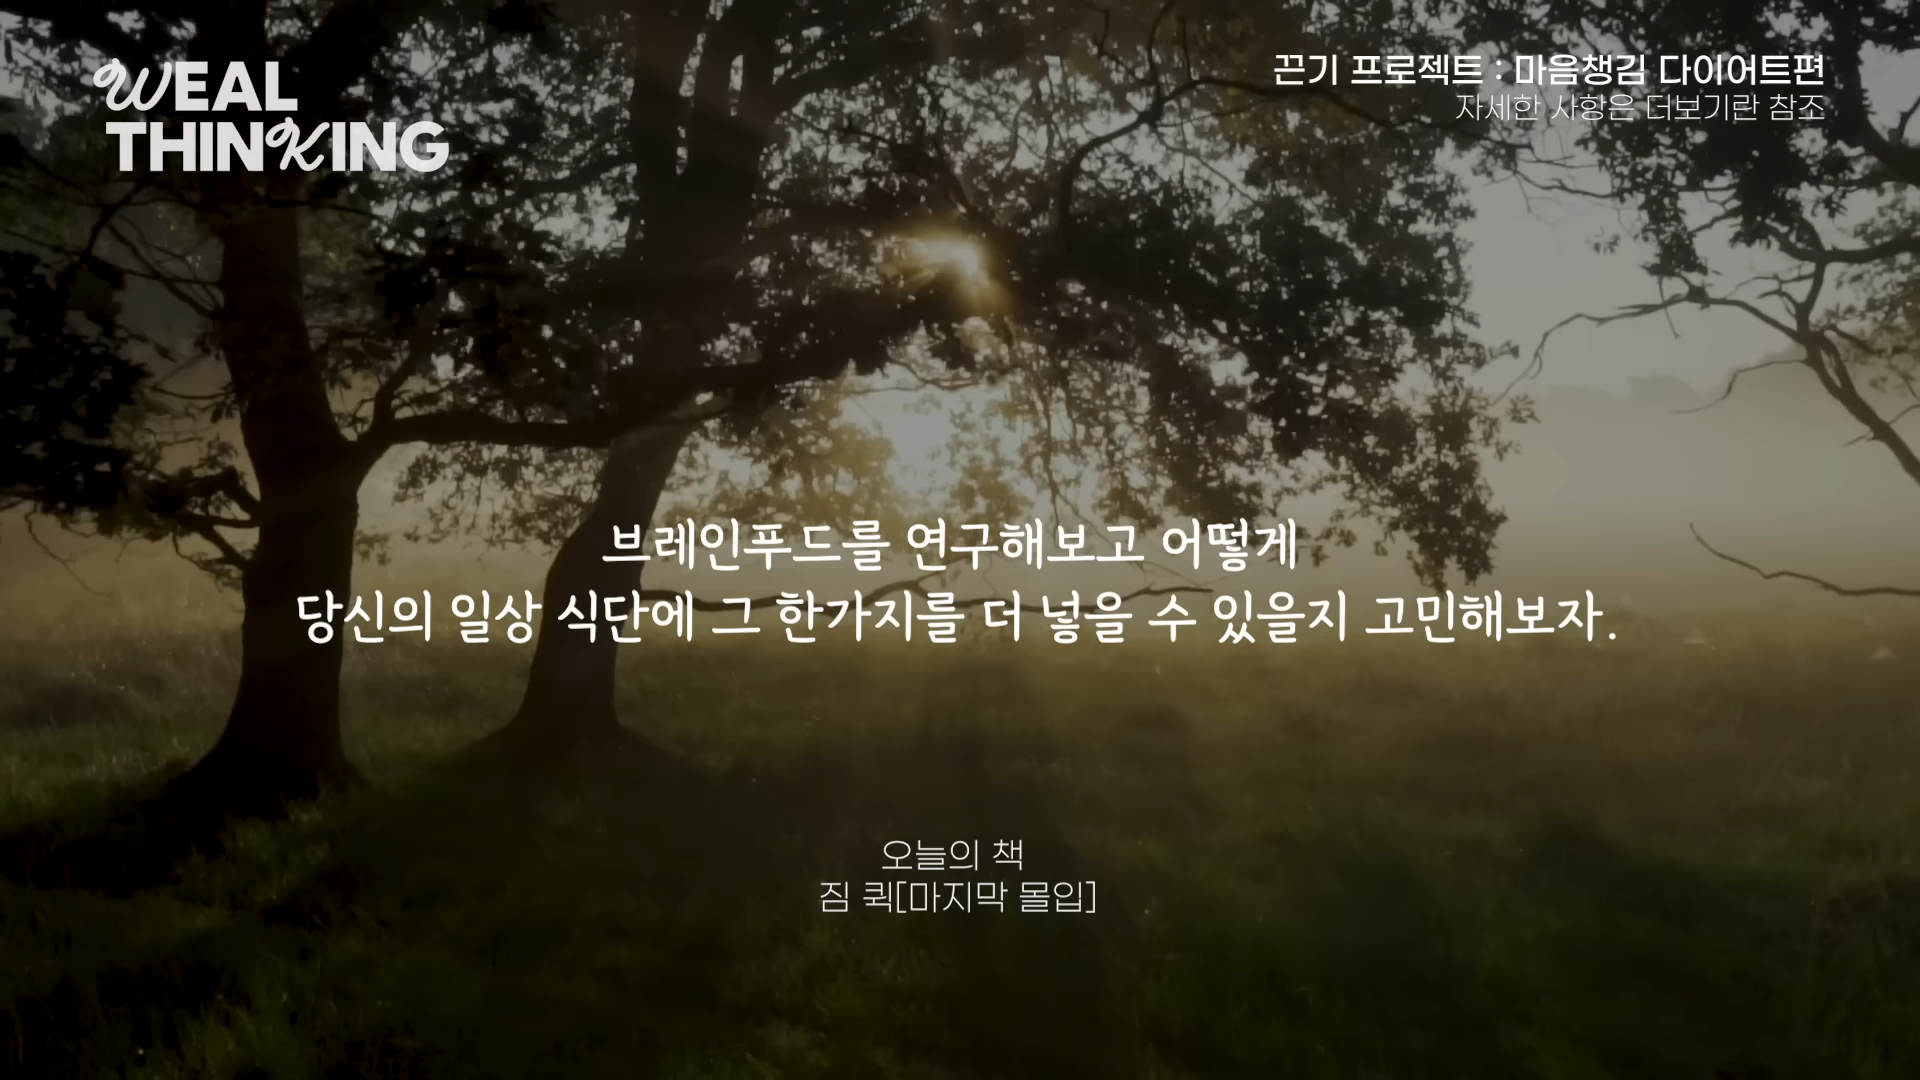 WEAL
THINKING
끈기 프로젝트 : 마음챙김 다이어트편
자세한 사항은 더보기란 참조
브레인푸드를 연구해보고 어떻게
당신의 일상 식단에 그 한가지를 더 넣을 수 있을지 고민해보자.
오늘의 책
짐 퀵[마지막 몰입]